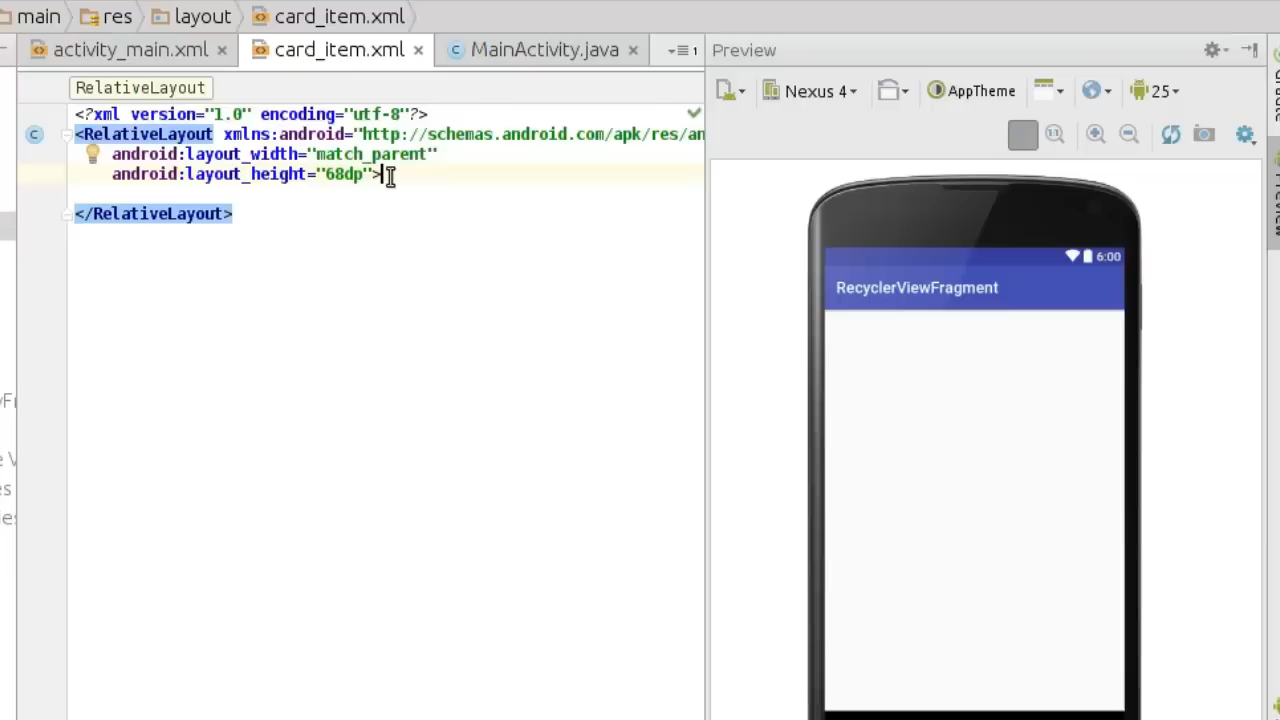 main res layout card_item.xml
activity_main.xml card_item.xml MainActivity.java 1 Preview
RelativeLayout
Nexus 4 AppTheme 25
<?xml version="1.0" encoding="utf-8"?>
<RelativeLayout xmlns:android="http://schemas.android.com/apk/res/an
android:layout_width="match_parent"
android:layout_height="68dp">
</RelativeLayout>
6:00
RecyclerViewFragment